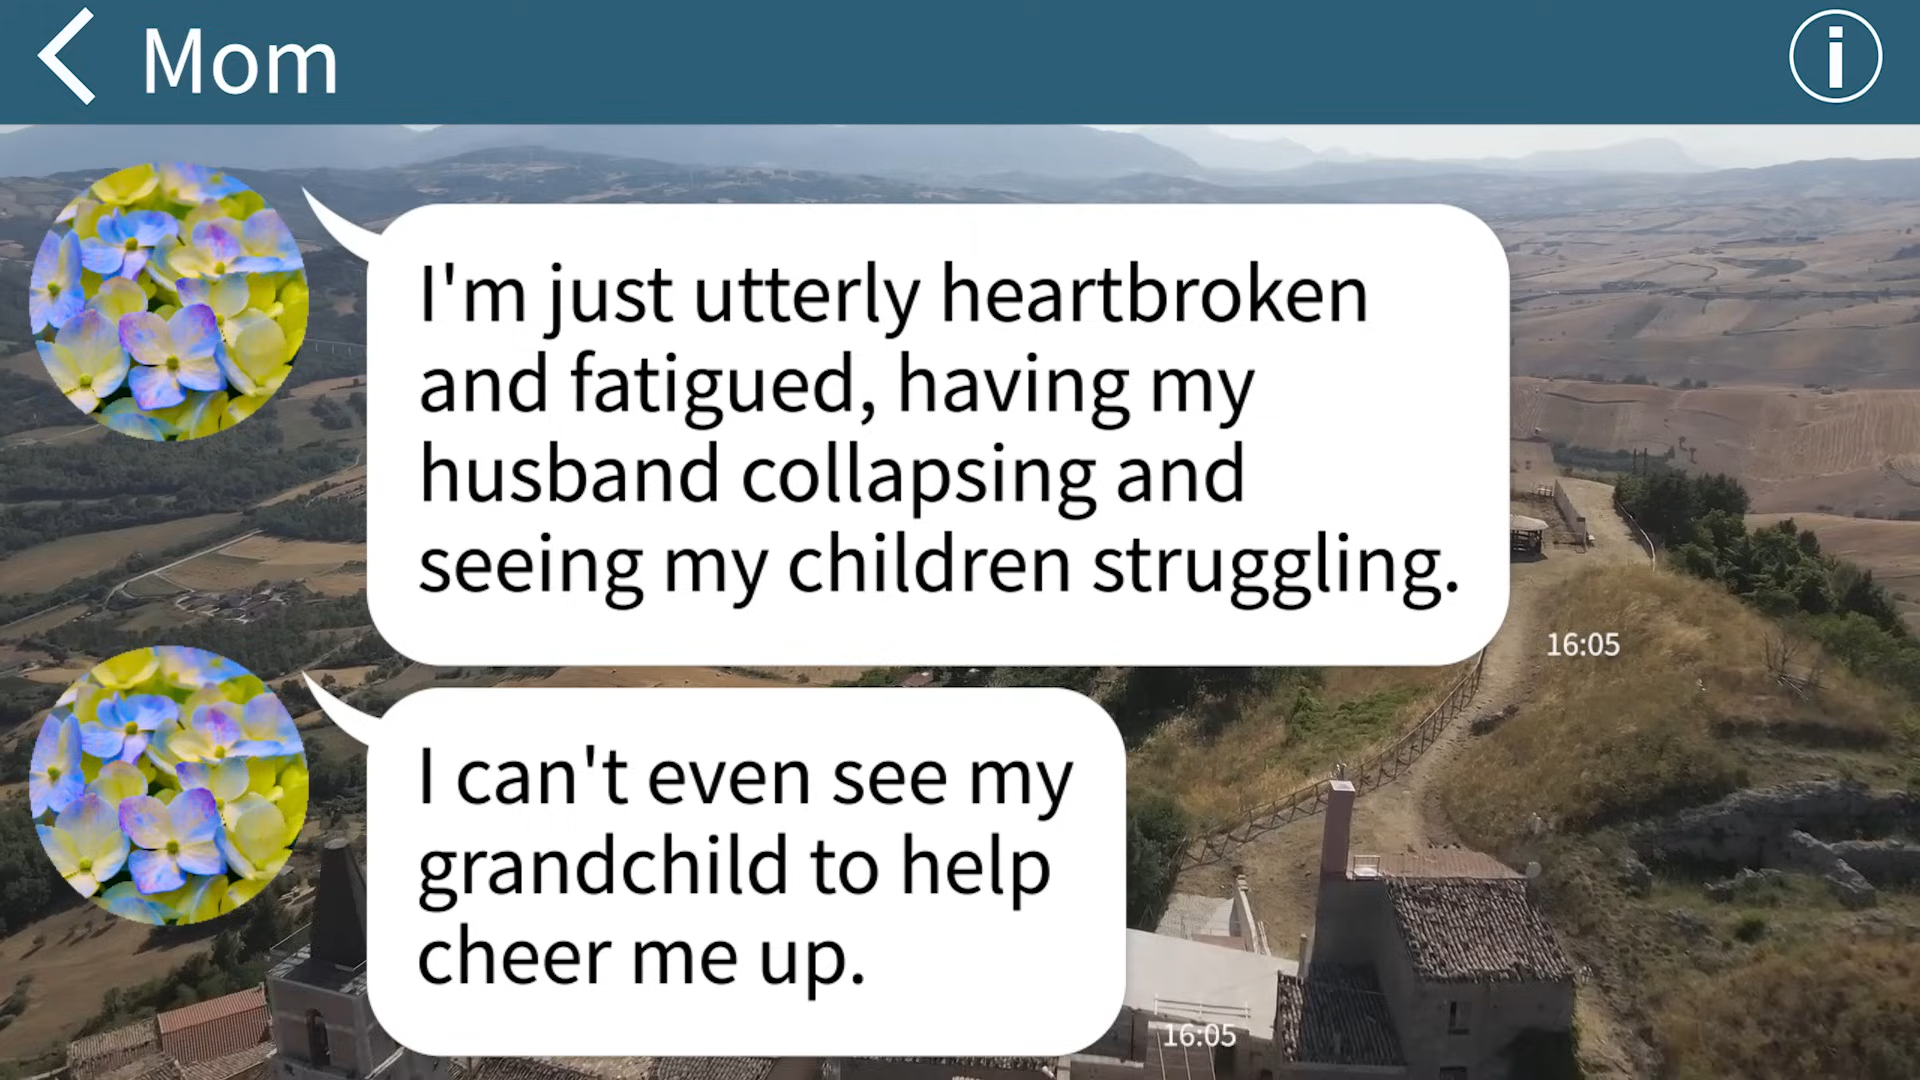 Mom
I'm just utterly heartbroken
and fatigued, having my
husband collapsing and
seeing my children struggling.
16:05
I can't even see my
grandchild to help
cheer me up.
16:05